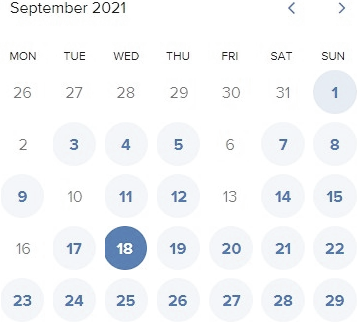 September 2021
MON TUE WED THU FRI SAT SUN
26 27 28 29 30 31 1
2 3 4 5 6 7 8
9 10 11 12 13 14 15
16 17 18 19 20 21 22
23 24 25 26 27 28 29